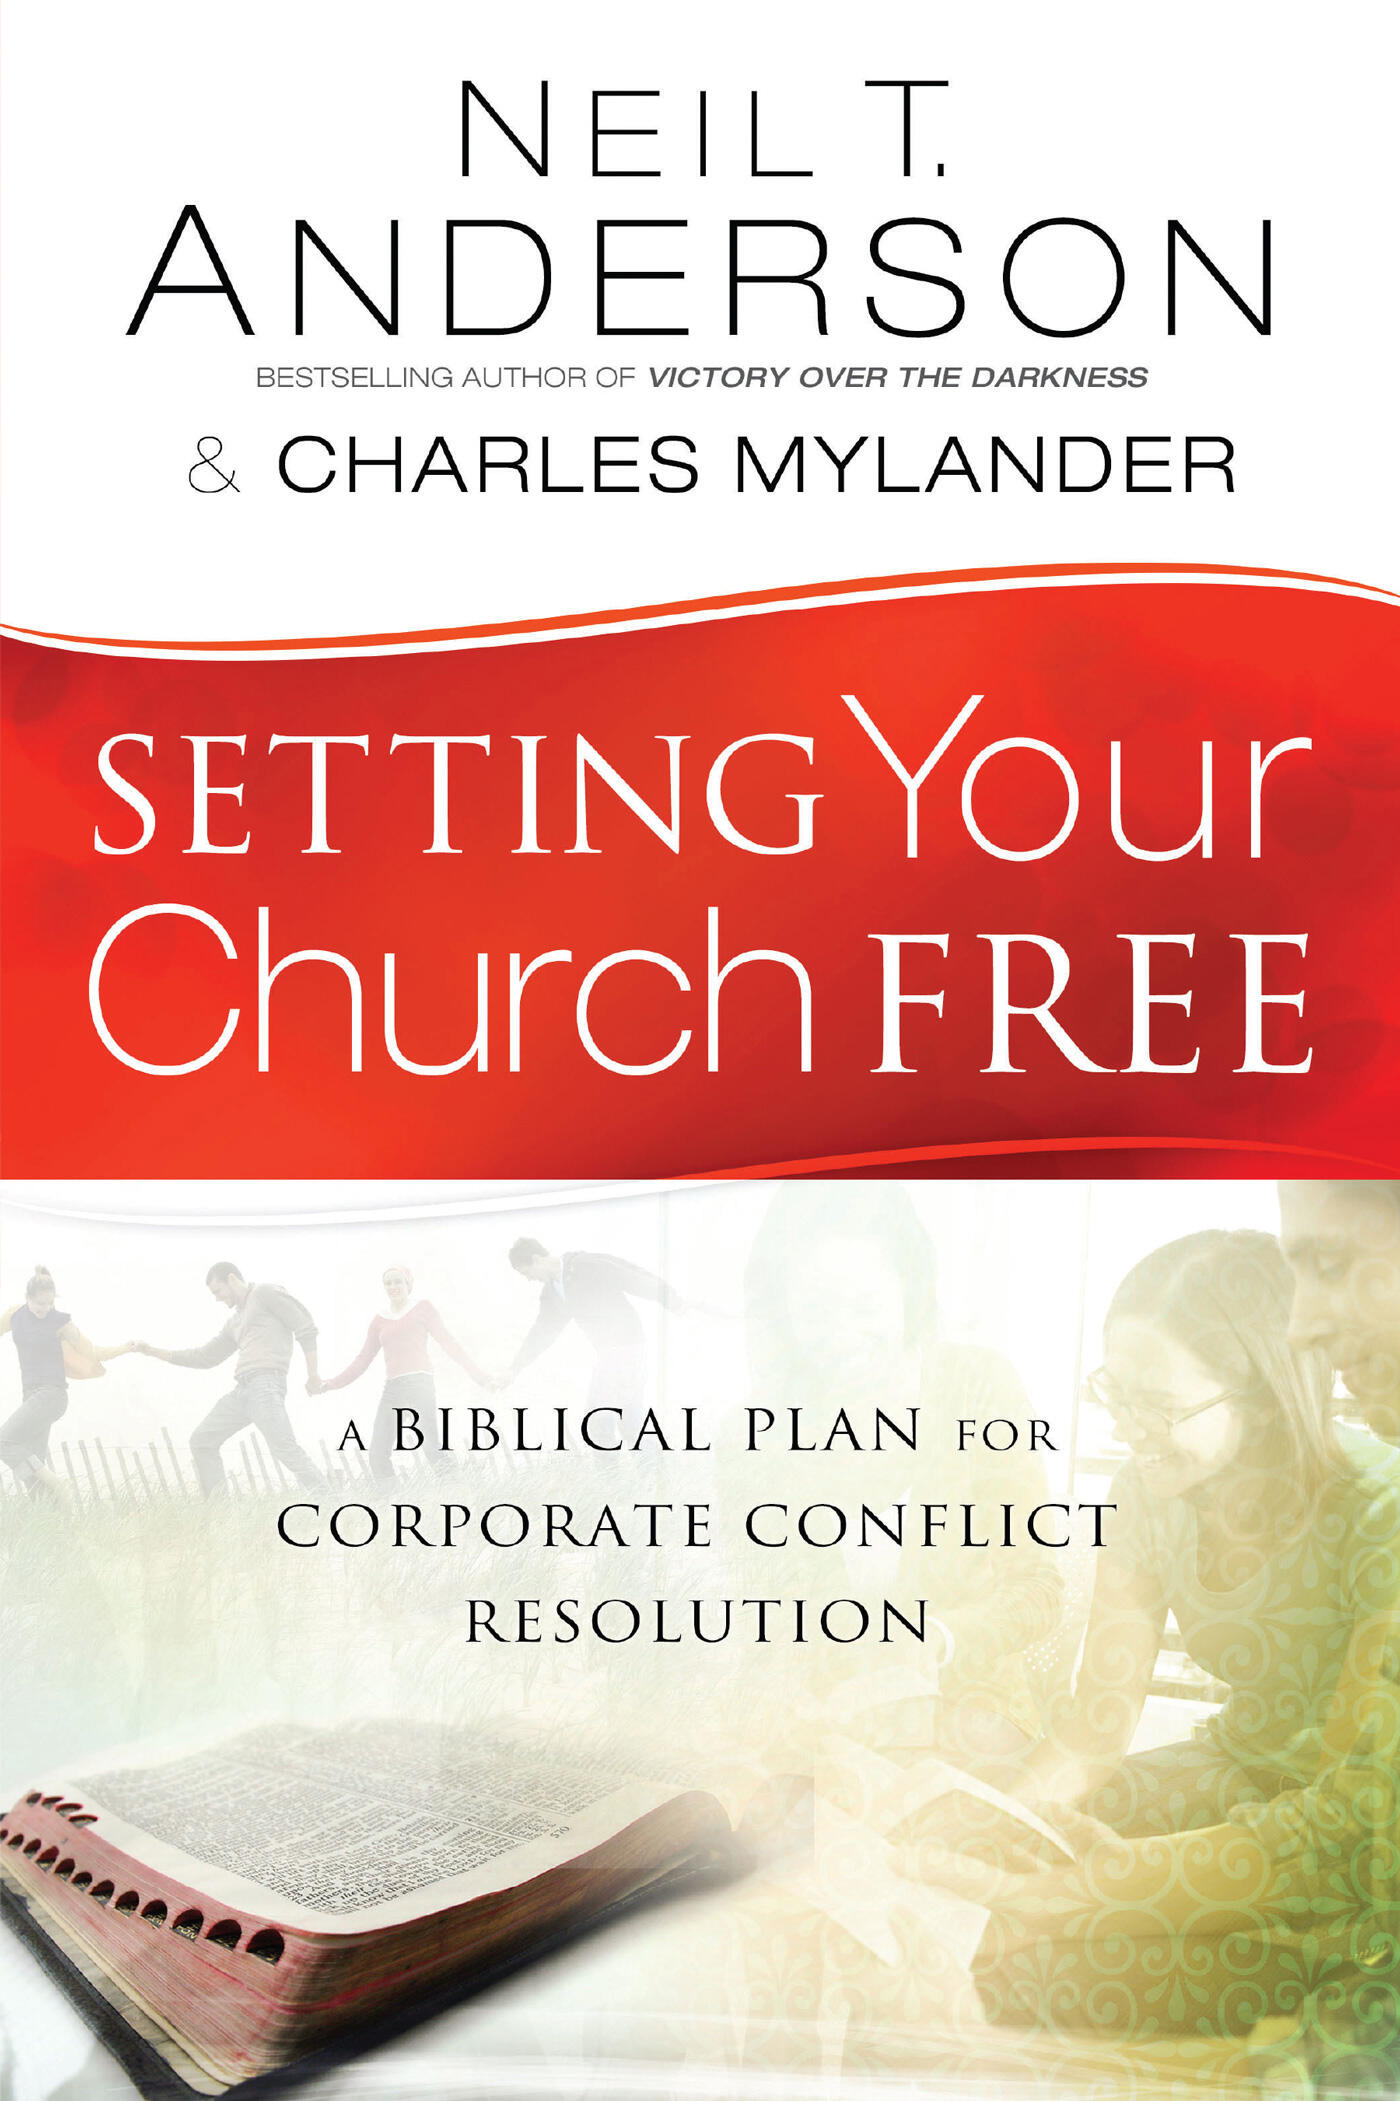 NEIL T.
ANDERSON
BESTSELLING AUTHOR OF VICTORY OVER THE DARKNESS
& CHARLES MYLANDER
SETTING Your
Church FREE
A BIBLICAL PLAN FOR
CORPORATE CONFLICT
RESOLUTION
570